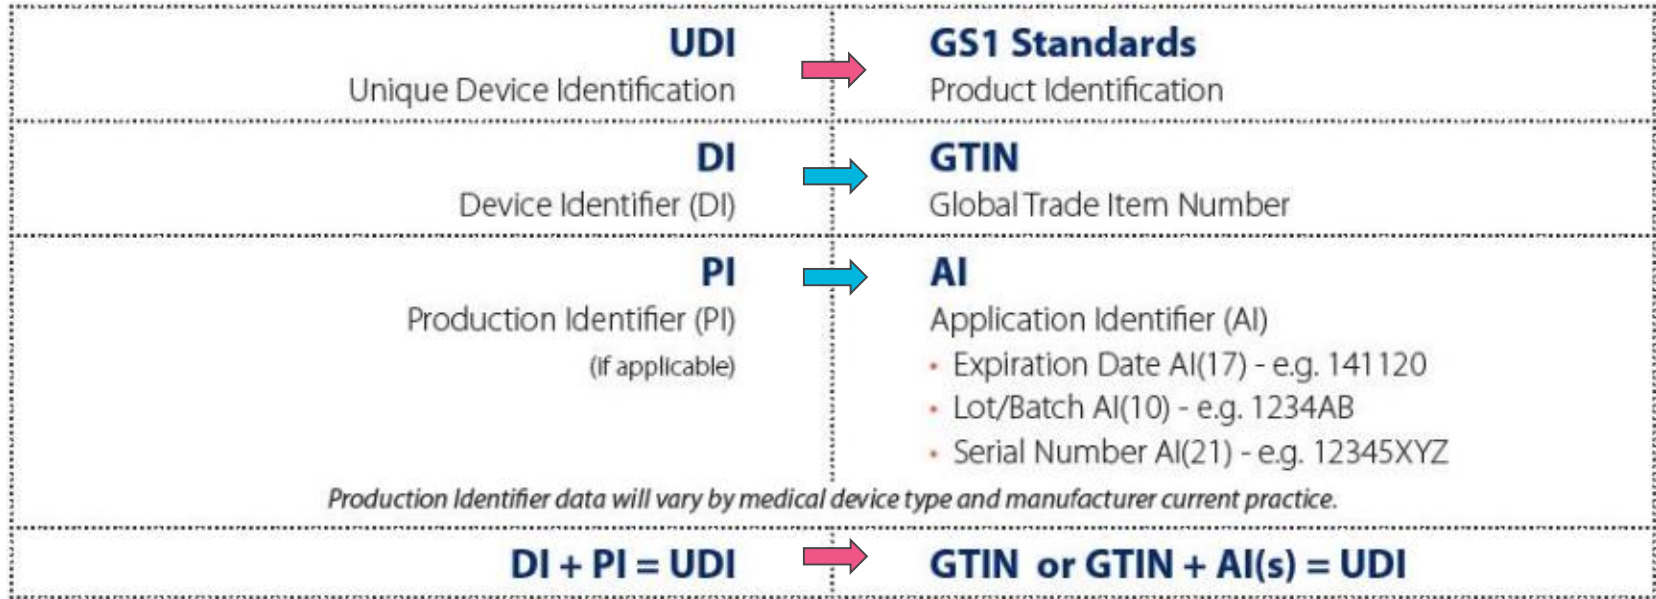 UDI
Unique Device Identification
GS1 Standards
Product Identification
DI
Device Identifier (DI)
GTIN
Global Trade Item Number
PI
Production Identifier (PI)
(if applicable)
AI
Application Identifier (AI)
• Expiration Date AI(17) - e.g. 141120
• Lot/Batch AI(10) - e.g. 1234AB
• Serial Number AI(21) - e.g. 12345XYZ
Production Identifier data will vary by medical device type and manufacturer current practice.
DI + PI = UDI
GTIN or GTIN + AI(s) = UDI